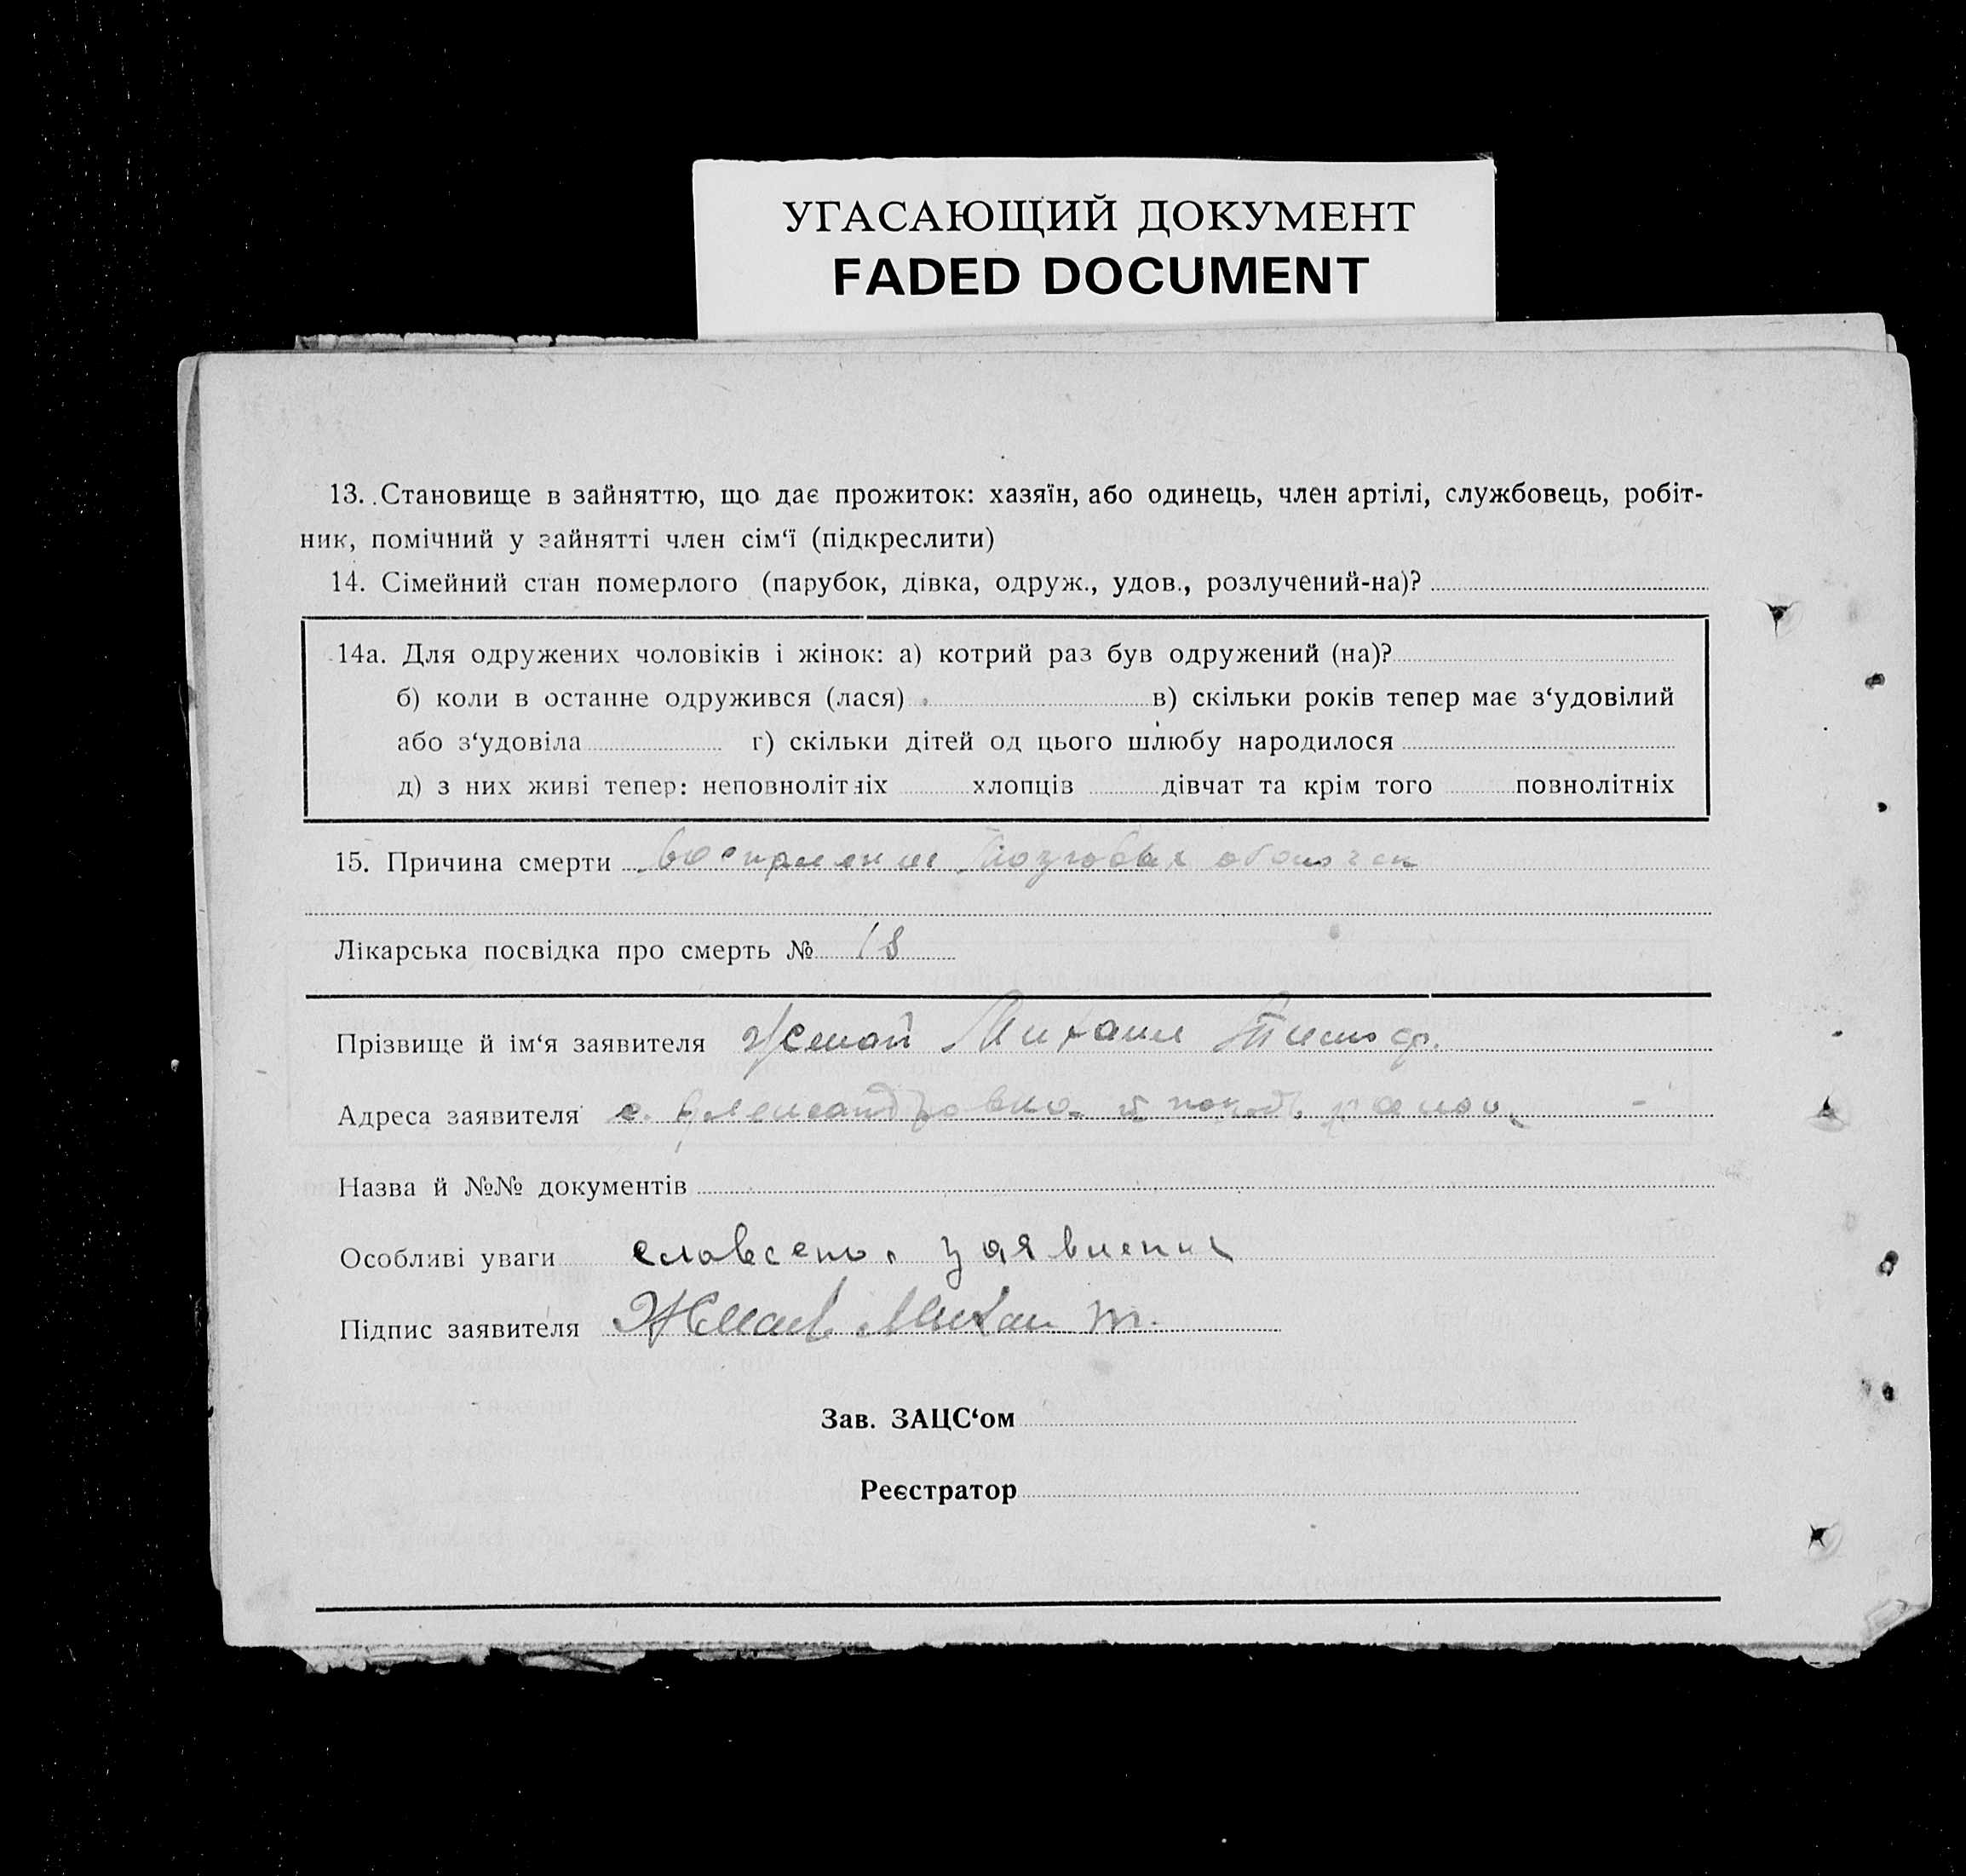 УГАСАЮЩИЙ ДОКУМЕНТ
FADED DOCUMENT
13. Становище в зайняттю, що дає прожиток: хазяїн, або одинець, член артілі, службовець, робіт-
ник, помічний у зайнятті член сім‘ї (підкреслити)
14. Сімейний стан померлого (парубок, дівка, одруж., удов., розлучений-на)?
14а. Для одружених чоловіків і жінок: а) котрий раз був одружений (на)?
б) коли в останне одружився (лася) в) скільки років тепер має з‘удовілий
або з‘удовіла г) скільки дітей од цього шлюбу народилося
д) з них живі тепер: неповнолітніх хлопців дівчат та крім того повнолітніх
15. Причина смерти воспаление мозговых оболочек
Лікарська посвідка про смерть № 18
Прізвище й ім‘я заявителя Михаил
Адреса заявителя с. Александровка
Назва й №№ документів
Особливі уваги заявления
Підпис заявителя
Зав. ЗАЦС‘ом
Реєстратор